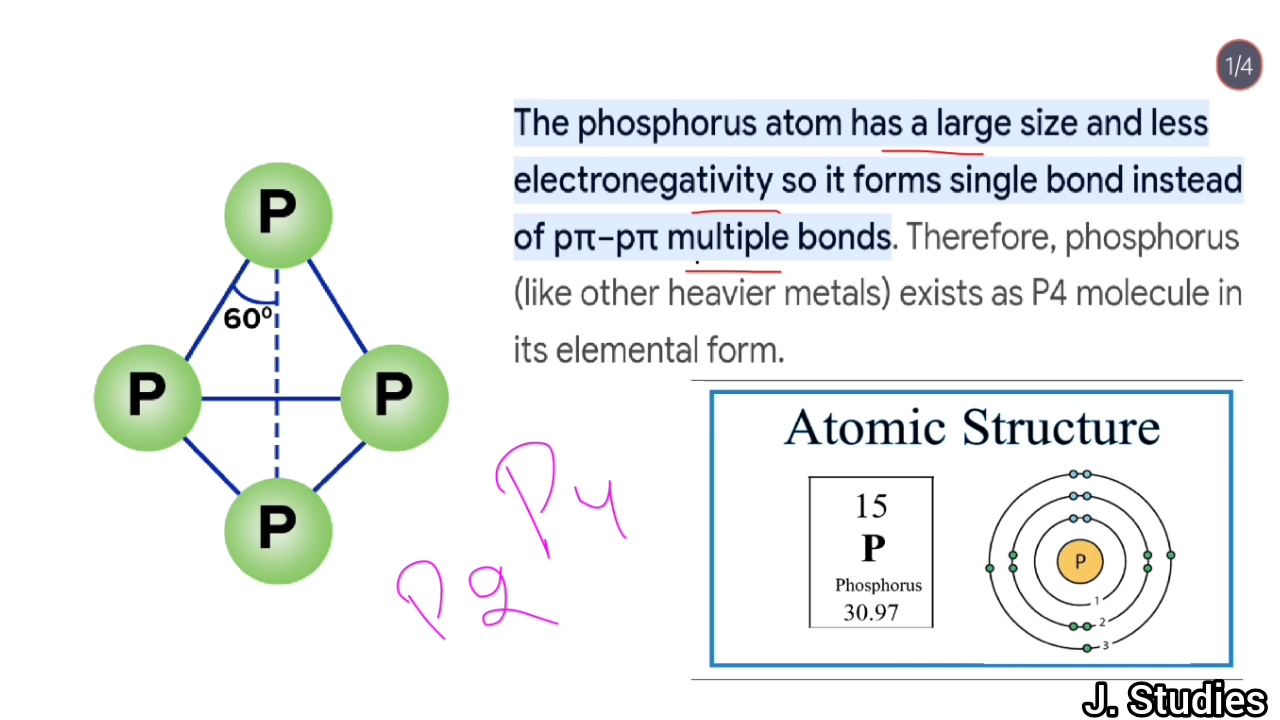 1/4
The phosphorus atom has a large size and less
electronegativity so it forms single bond instead
of pπ−pπ multiple bonds. Therefore, phosphorus
(like other heavier metals) exists as P4 molecule in
its elemental form.
P
60⁰
P
P
P
P4
P2
Atomic Structure
15
P
Phosphorus
30.97
P
1
2
3
J. Studies